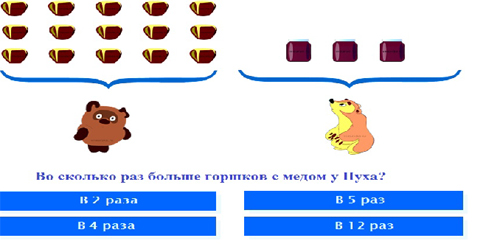 Во сколько раз больше горшков с медом у Пуха?
В 2 раза
В 5 раз
В 4 раза
В 12 раз